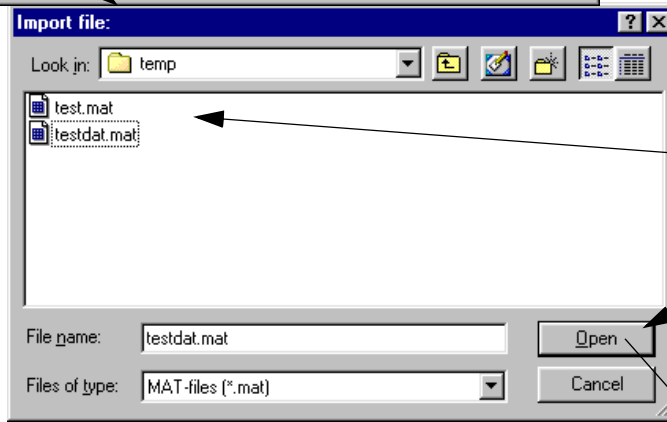 Import file:
Look in: temp
test.mat
testdat.mat
File name: testdat.mat Open
Files of type: MAT-files (*.mat) Cancel